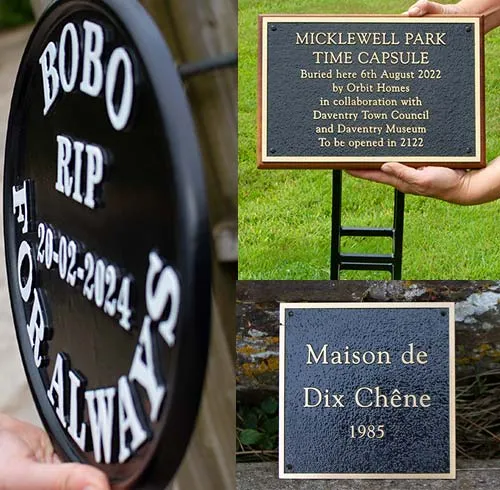 BOBO
RIP
20-02-2024
FOR ALWAYS
MICKLEWELL PARK
TIME CAPSULE
Buried here 6th August 2022
by Orbit Homes
in collaboration with
Daventry Town Council
and Daventry Museum
To be opened in 2122
Maison de
Dix Chêne
1985